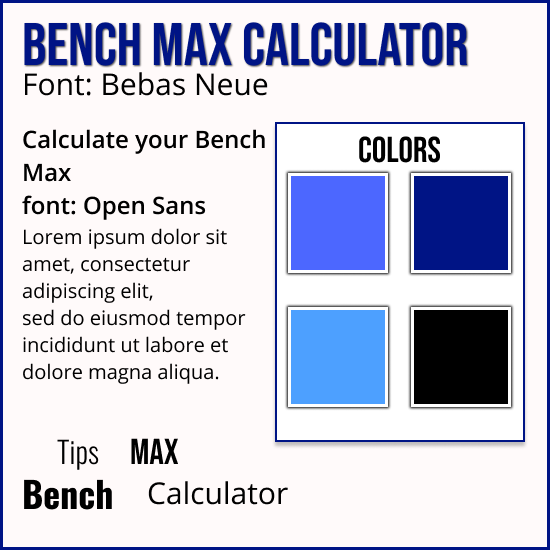 BENCH MAX CALCULATOR
Font: Bebas Neue
Calculate your Bench
Max
font: Open Sans
Lorem ipsum dolor sit
amet, consectetur
adipiscing elit,
sed do eiusmod tempor
incididunt ut labore et
dolore magna aliqua.
COLORS
Tips MAX
Bench Calculator